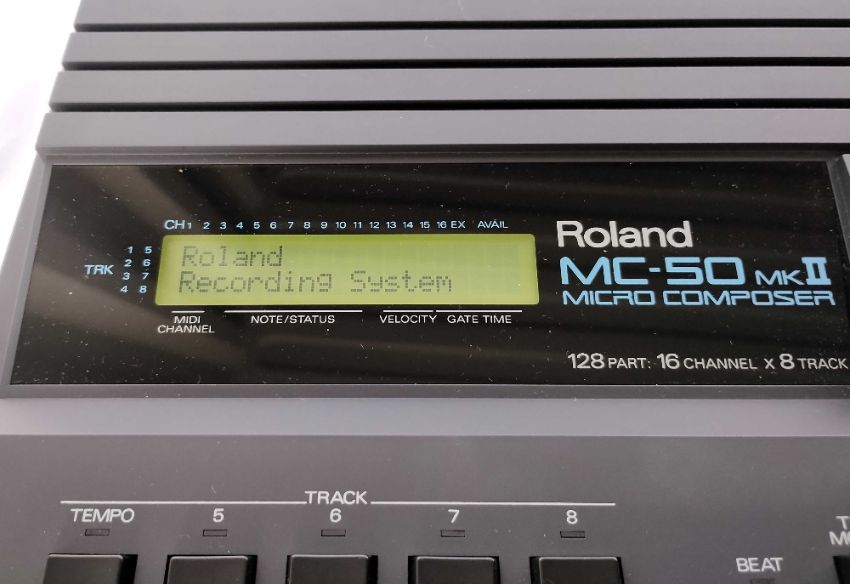 CH 1 2 3 4 5 6 7 8 9 10 11 12 13 14 15 16 EX AVAIL
Roland
MC-50 MKII
MICRO COMPOSER
128 PART: 16 CHANNEL X 8 TRACK
TRK
1 5
2 6
3 7
4 8
Roland
Recording System
MIDI CHANNEL
NOTE/STATUS
VELOCITY
GATE TIME
TRACK
TEMPO 5 6 7 8
BEAT